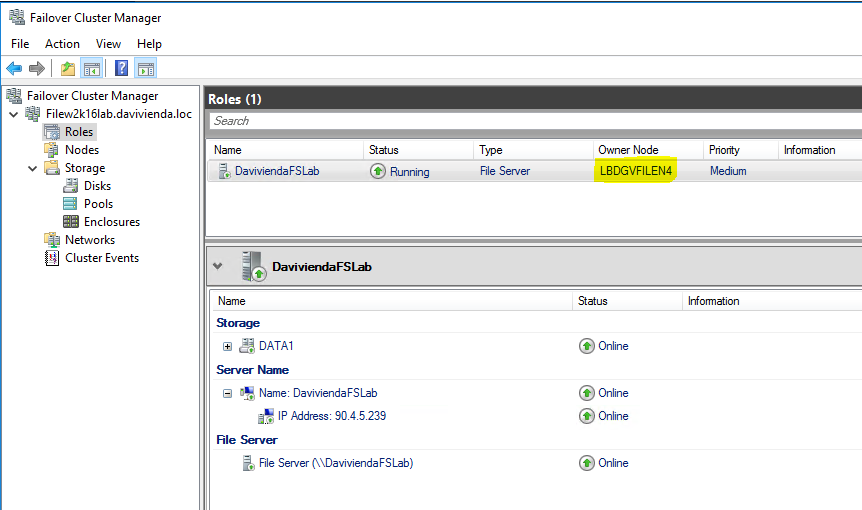 Failover Cluster Manager
File Action View Help
Failover Cluster Manager
Filew2k16lab.davivienda.loc
Roles
Nodes
Storage
Disks
Pools
Enclosures
Networks
Cluster Events
Roles (1)
Search
Name Status Type Owner Node Priority Information
DaviviendaFSLab Running File Server LBDGVFILEN4 Medium
DaviviendaFSLab
Name Status Information
Storage
DATA1 Online
Server Name
Name: DaviviendaFSLab Online
IP Address: 90.4.5.239 Online
File Server
File Server (\\DaviviendaFSLab) Online